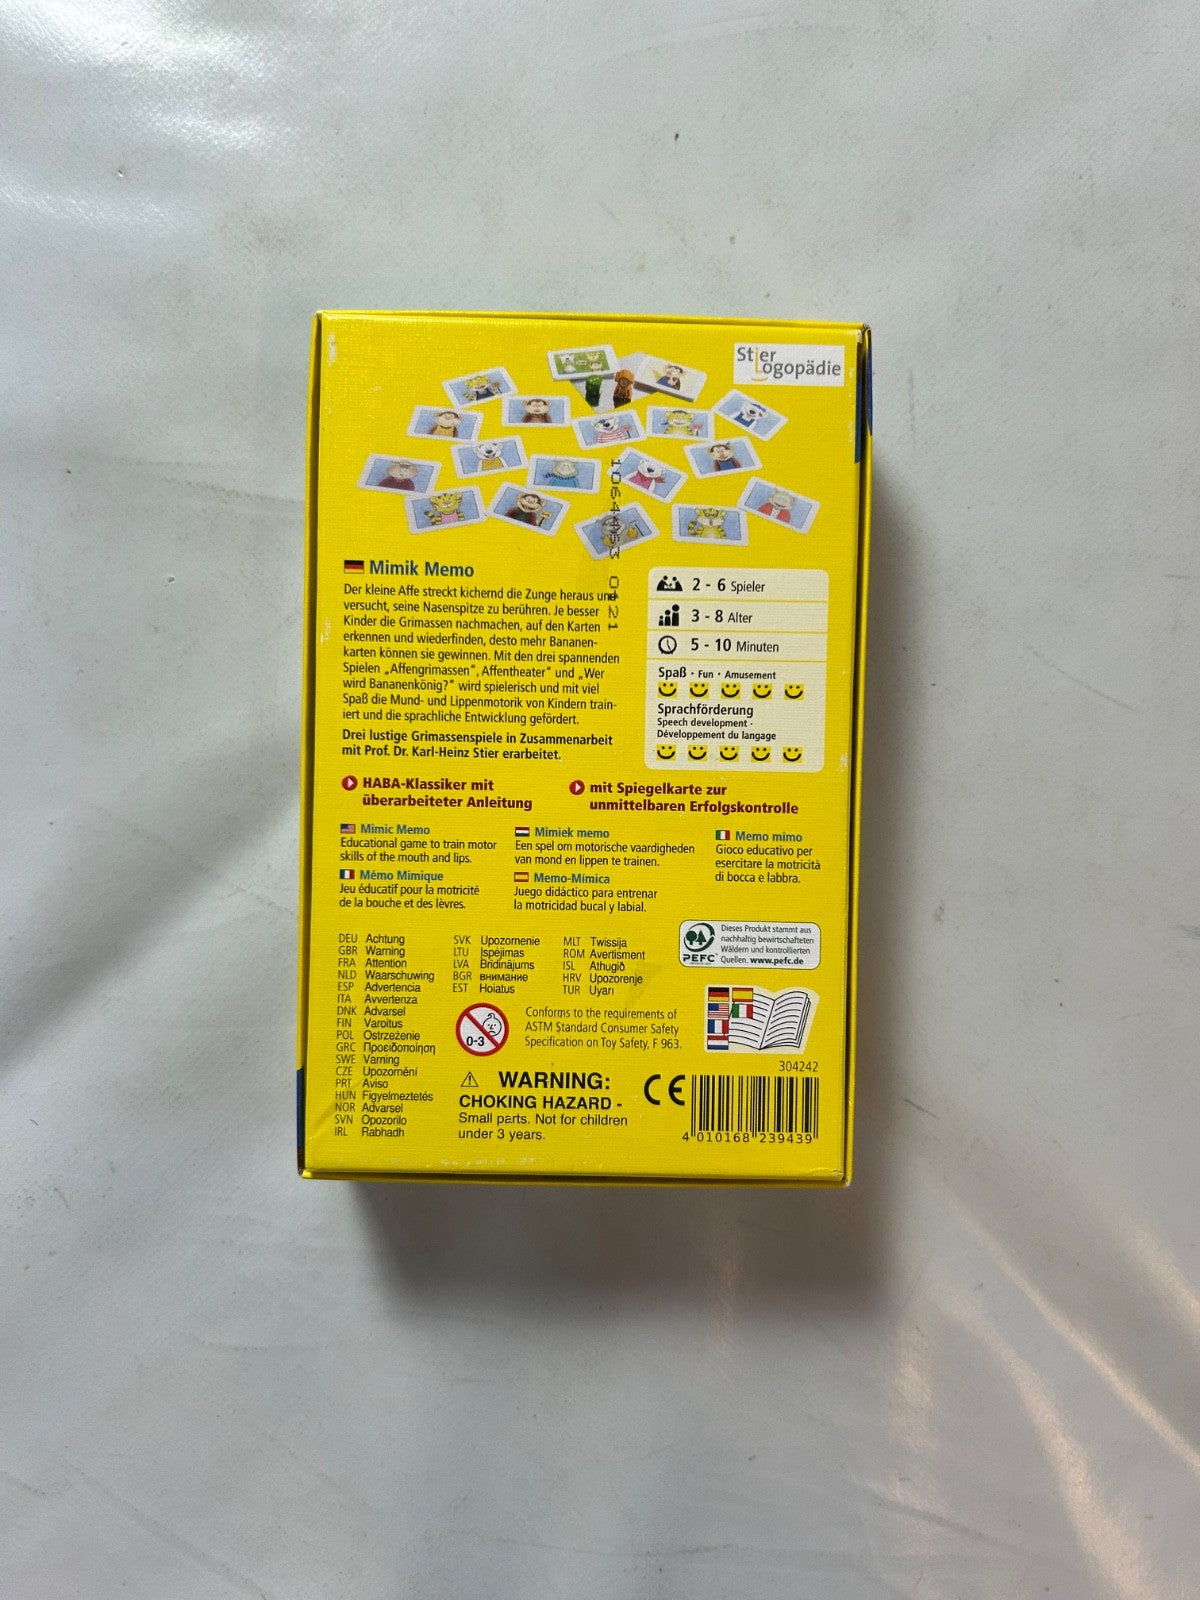 Stier
Logopädie
Mimik Memo
Der kleine Affe streckt kichernd die Zunge heraus und
versucht, seine Nasenspitze zu berühren. Je besser
Kinder die Grimassen nachmachen, auf den Karten
erkennen und wiederfinden, desto mehr Bananen-
karten können sie gewinnen. Mit den drei spannenden
Spielen „Affengrimassen", Affentheater" und „Wer
wird Bananenkönig?" wird spielerisch und mit viel
Spaß die Mund- und Lippenmotorik von Kindern train-
iert und die sprachliche Entwicklung gefördert.
Drei lustige Grimassenspiele in Zusammenarbeit
mit Prof. Dr. Karl-Heinz Stier erarbeitet.
2 - 6 Spieler
3 - 8 Alter
5 - 10 Minuten
Spaß · Fun · Amusement
Sprachförderung
Speech development ·
Développement du langage
HABA-Klassiker mit
überarbeiteter Anleitung
mit Spiegelkarte zur
unmittelbaren Erfolgskontrolle
Mimic Memo
Educational game to train motor
skills of the mouth and lips.
Mémo Mimique
Jeu éducatif pour la motricité
de la bouche et des lèvres.
Mimiek memo
Een spel om motorische vaardigheden
van mond en lippen te trainen.
Memo-Mímica
Juego didáctico para entrenar
la motricidad bucal y labial.
Memo mimo
Gioco educativo per
esercitare la motricità
di bocca e labbra.
DEU Achtung
GBR Warning
FRA Attention
NLD Waarschuwing
ESP Advertencia
ITA Avvertenza
DNK Advarsel
FIN Varoitus
POL Ostrzeżenie
GRC Προειδοποίηση
SWE Varning
CZE Upozornění
PRT Aviso
HUN Figyelmeztetés
NOR Advarsel
SVN Opozorilo
IRL Rabhadh
SVK Upozornenie
LTU Įspėjimas
LVA Brīdinājums
BGR внимание
EST Hoiatus
MLT Twissija
ROM Avertisment
ISL Athugið
HRV Upozorenje
TUR Uyarı
PEFC
Dieses Produkt stammt aus
nachhaltig bewirtschafteten
Wäldern und kontrollierten
Quellen. www.pefc.de
0-3
Conforms to the requirements of
ASTM Standard Consumer Safety
Specification on Toy Safety, F 963.
WARNING:
CHOKING HAZARD -
Small parts. Not for children
under 3 years.
CE
304242
4 010168 239439